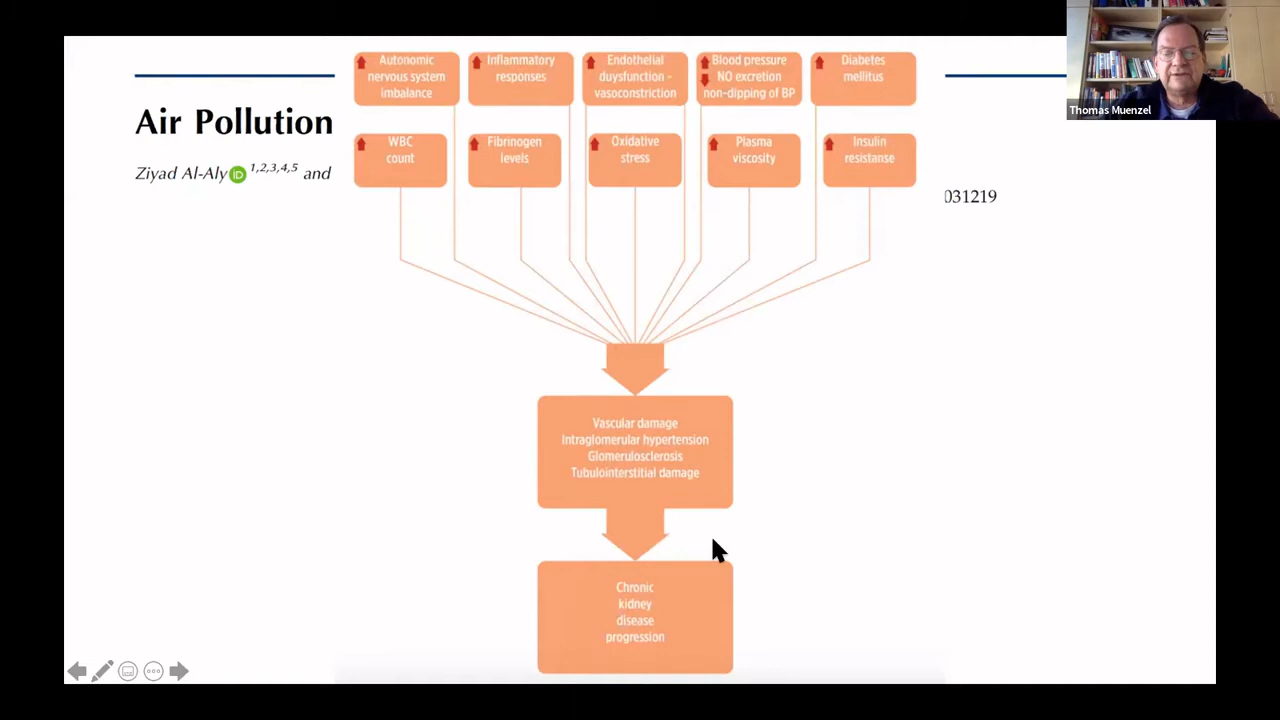 Thomas Muenzel
Air Pollution
Ziyad Al-Aly iD 1,2,3,4,5 and
031219
Autonomic
nervous system
imbalance
Inflammatory
responses
Endothelial
duysfunction -
vasoconstriction
Blood pressure
NO excretion
non-dipping of BP
Diabetes
mellitus
WBC
count
Fibrinogen
levels
Oxidative
stress
Plasma
viscosity
Insulin
resistanse
Vascular damage
Intraglomerular hypertension
Glomerulosclerosis
Tubulointerstitial damage
Chronic
kidney
disease
progression